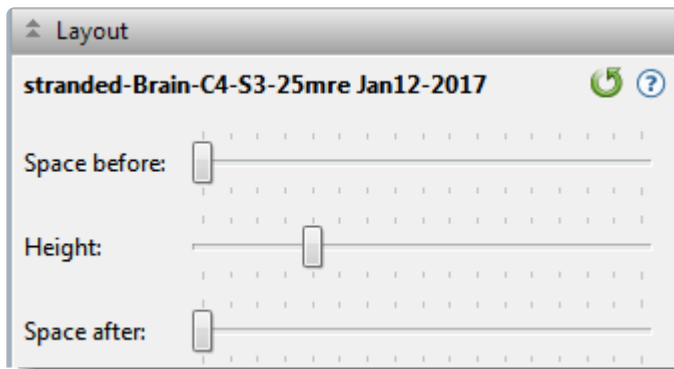 Layout
stranded-Brain-C4-S3-25mre Jan12-2017
?
Space before:
Height:
Space after: